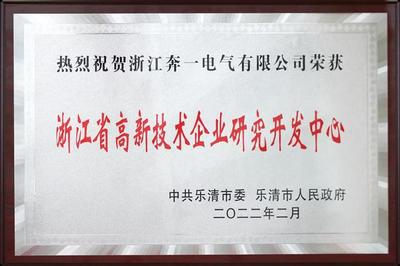 热烈祝贺浙江奔一电气有限公司荣获
浙江省高新技术企业研究开发中心
中共乐清市委 乐清市人民政府
二〇二二年二月